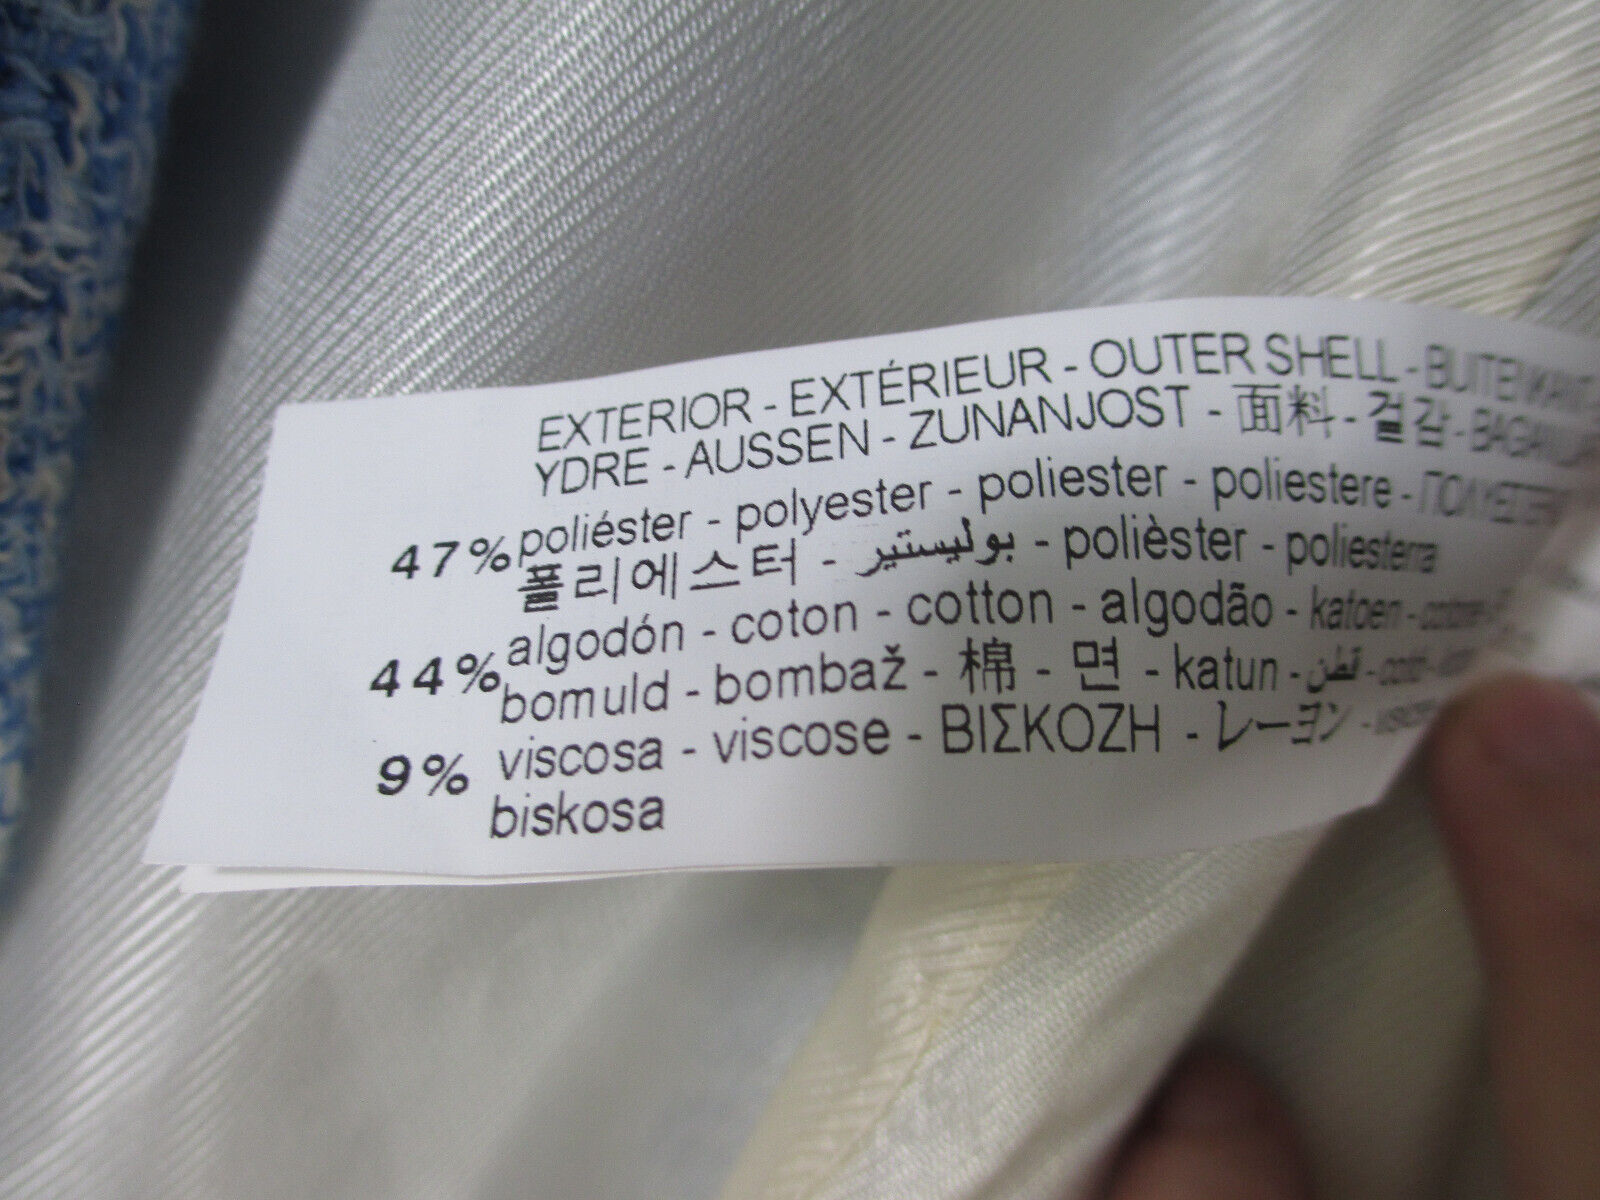 EXTERIOR - EXTÉRIEUR - OUTER SHELL -
YDRE - AUSSEN - ZUNANJOST - 面料 - 겉감 -
47% poliéster - polyester - poliester - poliestere -
폴리에스터 - بوليستير - polièster - poliesterra
44% algodón - coton - cotton - algodão - katoen -
bomuld - bombaž - 棉 - 면 - katun - قطن -
9% viscosa - viscose - ΒΙΣΚΟΖΗ - レーヨン -
biskosa